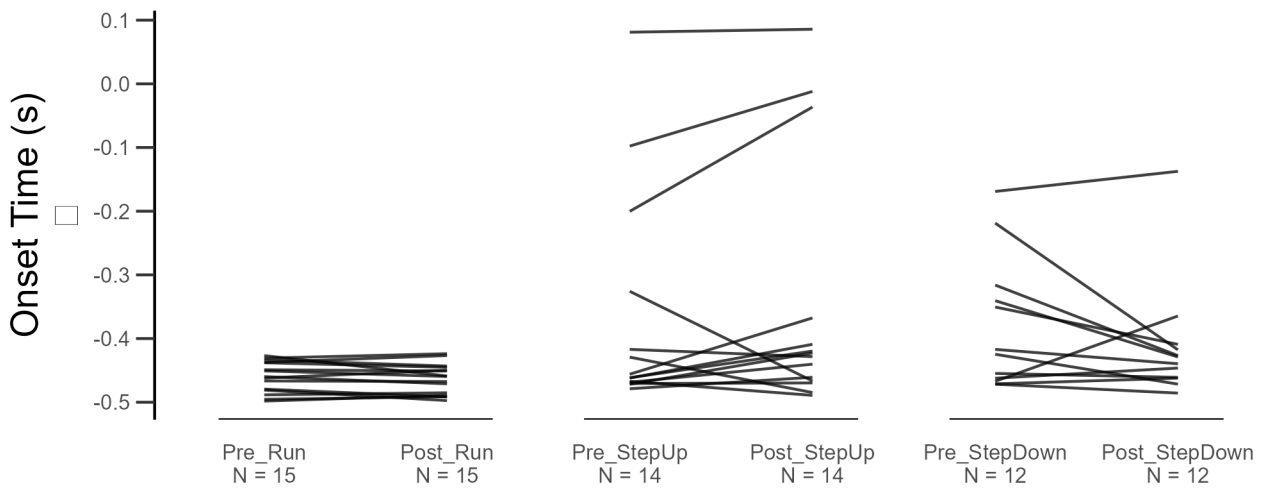 Onset Time (s)
0.1
0.0
-0.1
-0.2
-0.3
-0.4
-0.5
Pre_Run
N = 15
Post_Run
N = 15
Pre_StepUp
N = 14
Post_StepUp
N = 14
Pre_StepDown
N = 12
Post_StepDown
N = 12